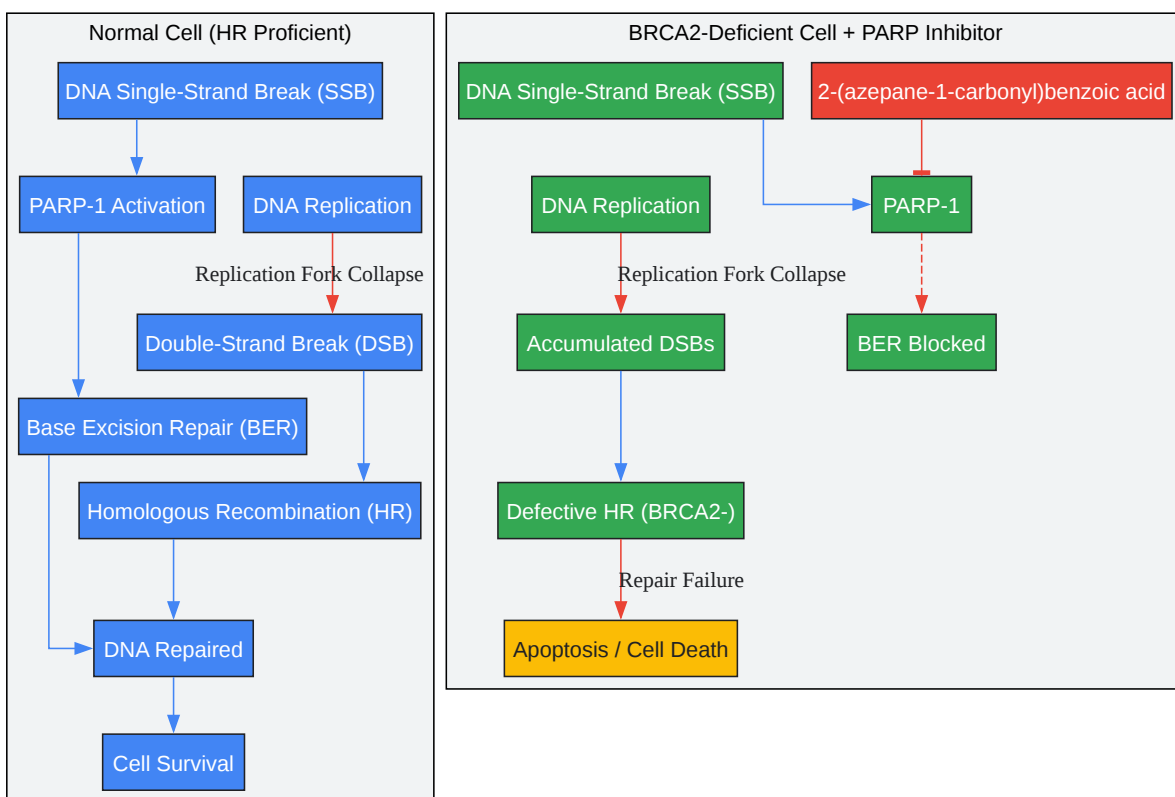 Normal Cell (HR Proficient)
DNA Single-Strand Break (SSB)
PARP-1 Activation
DNA Replication
Replication Fork Collapse
Double-Strand Break (DSB)
Base Excision Repair (BER)
Homologous Recombination (HR)
DNA Repaired
Cell Survival
BRCA2-Deficient Cell + PARP Inhibitor
DNA Single-Strand Break (SSB)
2-(azepane-1-carbonyl)benzoic acid
DNA Replication
PARP-1
Replication Fork Collapse
Accumulated DSBs
BER Blocked
Defective HR (BRCA2-)
Repair Failure
Apoptosis / Cell Death